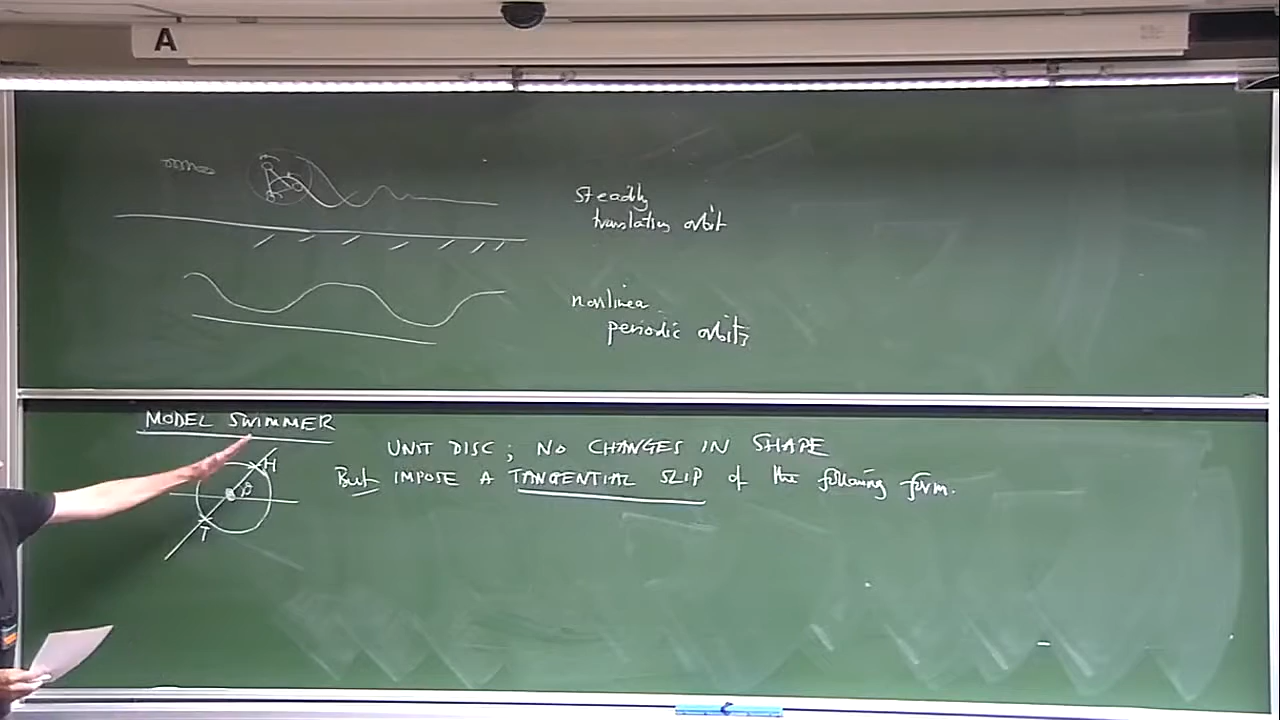 A
steadily
translating orbit
nonlinear
periodic orbits
MODEL SWIMMER
H
β
T
UNIT DISC; NO CHANGES IN SHAPE
But IMPOSE A TANGENTIAL SLIP of the following form.